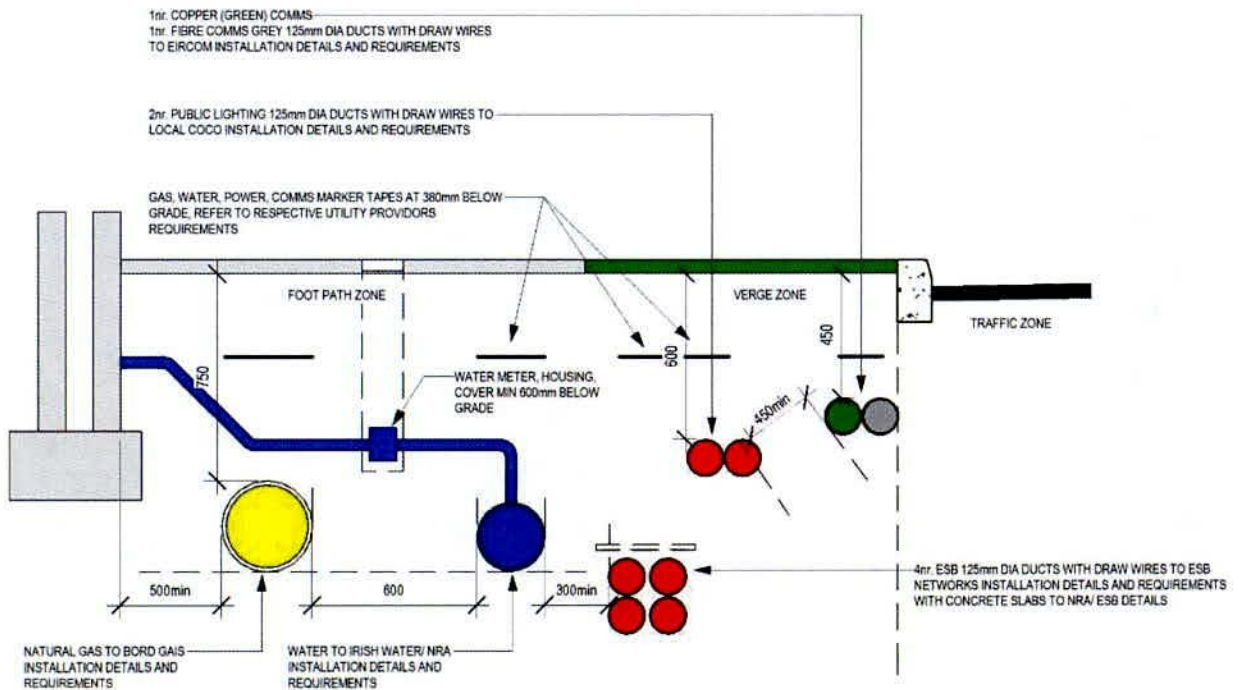 1nr. COPPER (GREEN) COMMS
1nr. FIBRE COMMS GREY 125mm DIA DUCTS WITH DRAW WIRES
TO EIRCOM INSTALLATION DETAILS AND REQUIREMENTS
2nr. PUBLIC LIGHTING 125mm DIA DUCTS WITH DRAW WIRES TO
LOCAL COCO INSTALLATION DETAILS AND REQUIREMENTS
GAS, WATER, POWER, COMMS MARKER TAPES AT 380mm BELOW
GRADE, REFER TO RESPECTIVE UTILITY PROVIDORS
REQUIREMENTS
FOOT PATH ZONE
VERGE ZONE
TRAFFIC ZONE
750
600
450
WATER METER, HOUSING,
COVER MIN 600mm BELOW
GRADE
450min
500min
600
300min
4nr. ESB 125mm DIA DUCTS WITH DRAW WIRES TO ESB
NETWORKS INSTALLATION DETAILS AND REQUIREMENTS
WITH CONCRETE SLABS TO NRA/ ESB DETAILS
NATURAL GAS TO BORD GAIS
INSTALLATION DETAILS AND
REQUIREMENTS
WATER TO IRISH WATER/ NRA
INSTALLATION DETAILS AND
REQUIREMENTS